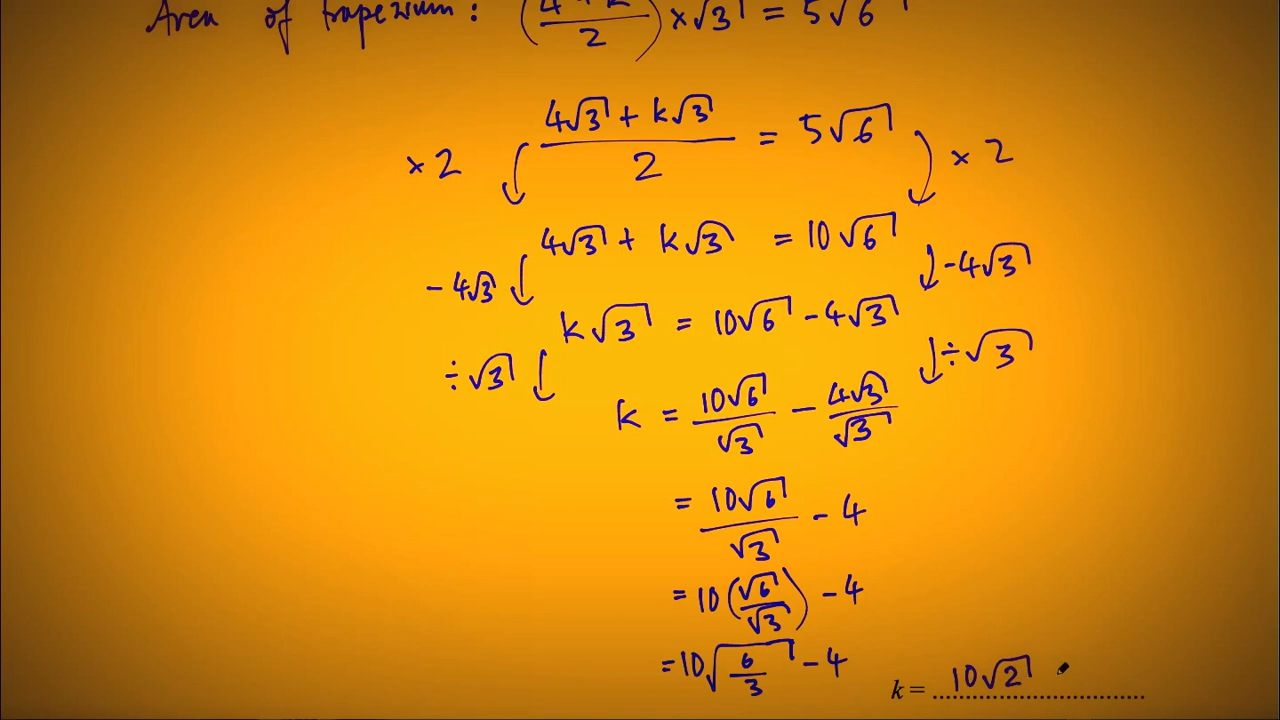 Area of trapezium: (4 + k / 2) × √3 = 5√6
× 2 (4√3 + k√3) / 2 = 5√6 × 2
4√3 + k√3 = 10√6
- 4√3 - 4√3
k√3 = 10√6 - 4√3
÷ √3 ÷ √3
k = 10√6 / √3 - 4√3 / √3
= 10√6 / √3 - 4
= 10(√6 / √3) - 4
= 10√(6 / 3) - 4
k = 10√2